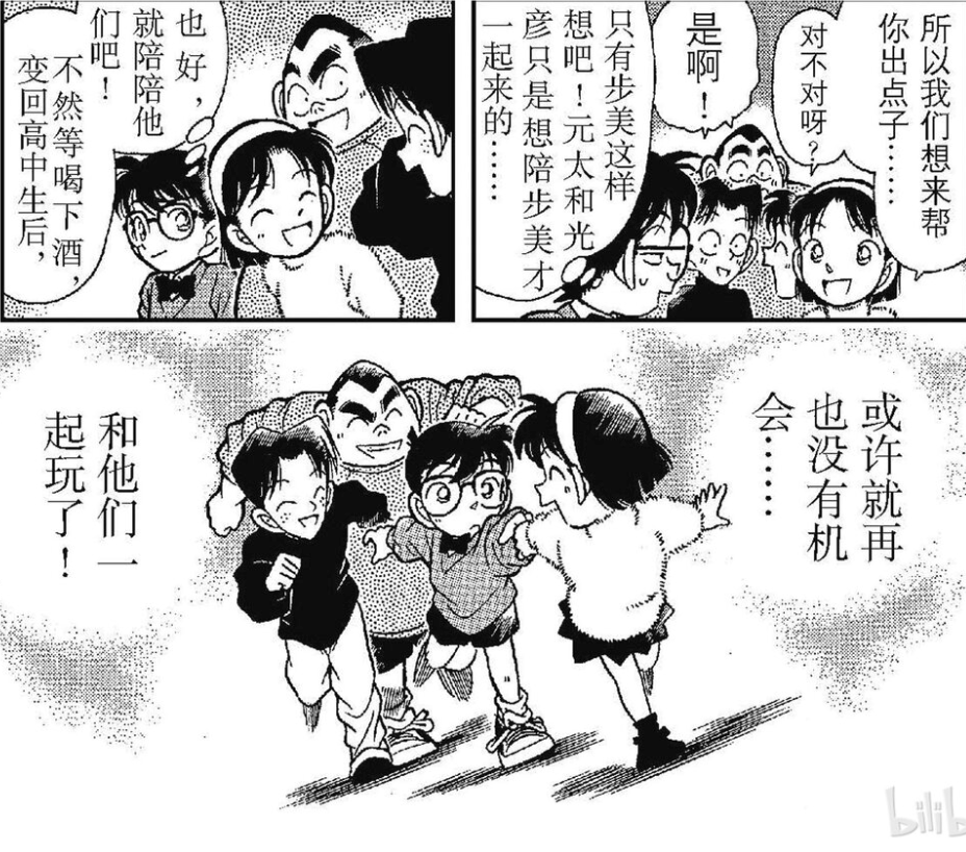 所以我们想来帮
你出点子……
对不对呀？
是啊！
只有步美这样
想吧！元太和光
彦只是想陪步美才
一起来的……
也好，
就陪陪他
们吧！
不然等喝下酒，
变回高中生后，
或许就再
也没有机
会……
和他们一
起玩了！
bilib